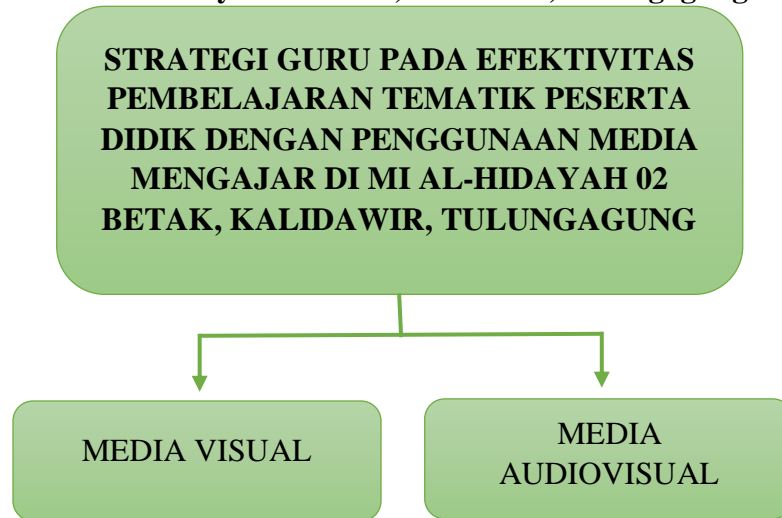 STRATEGI GURU PADA EFEKTIVITAS
PEMBELAJARAN TEMATIK PESERTA
DIDIK DENGAN PENGGUNAAN MEDIA
MENGAJAR DI MI AL-HIDAYAH 02
BETAK, KALIDAWIR, TULUNGAGUNG
MEDIA VISUAL
MEDIA
AUDIOVISUAL